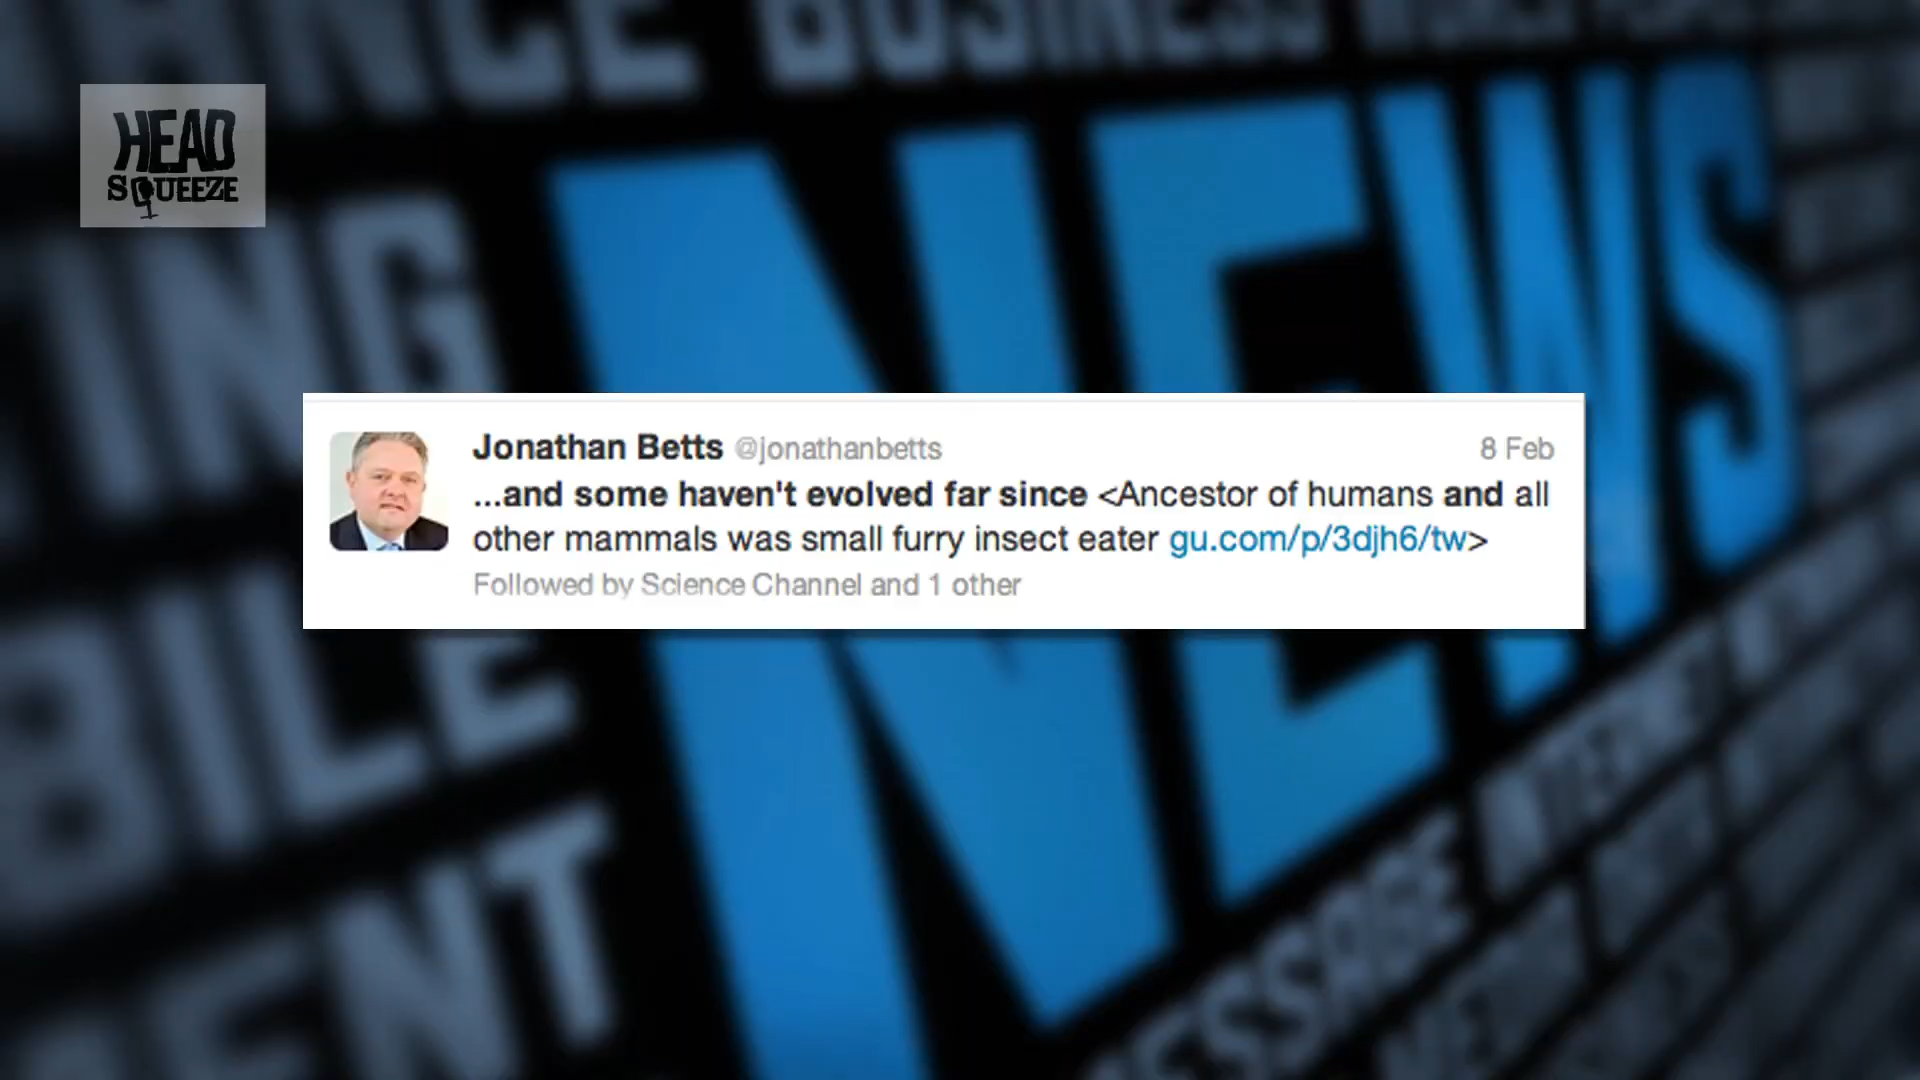 HEAD
SQUEEZE
BUSINESS
NEWS
Jonathan Betts @jonathanbetts 8 Feb
...and some haven't evolved far since <Ancestor of humans and all
other mammals was small furry insect eater gu.com/p/3djh6/tw>
Followed by Science Channel and 1 other